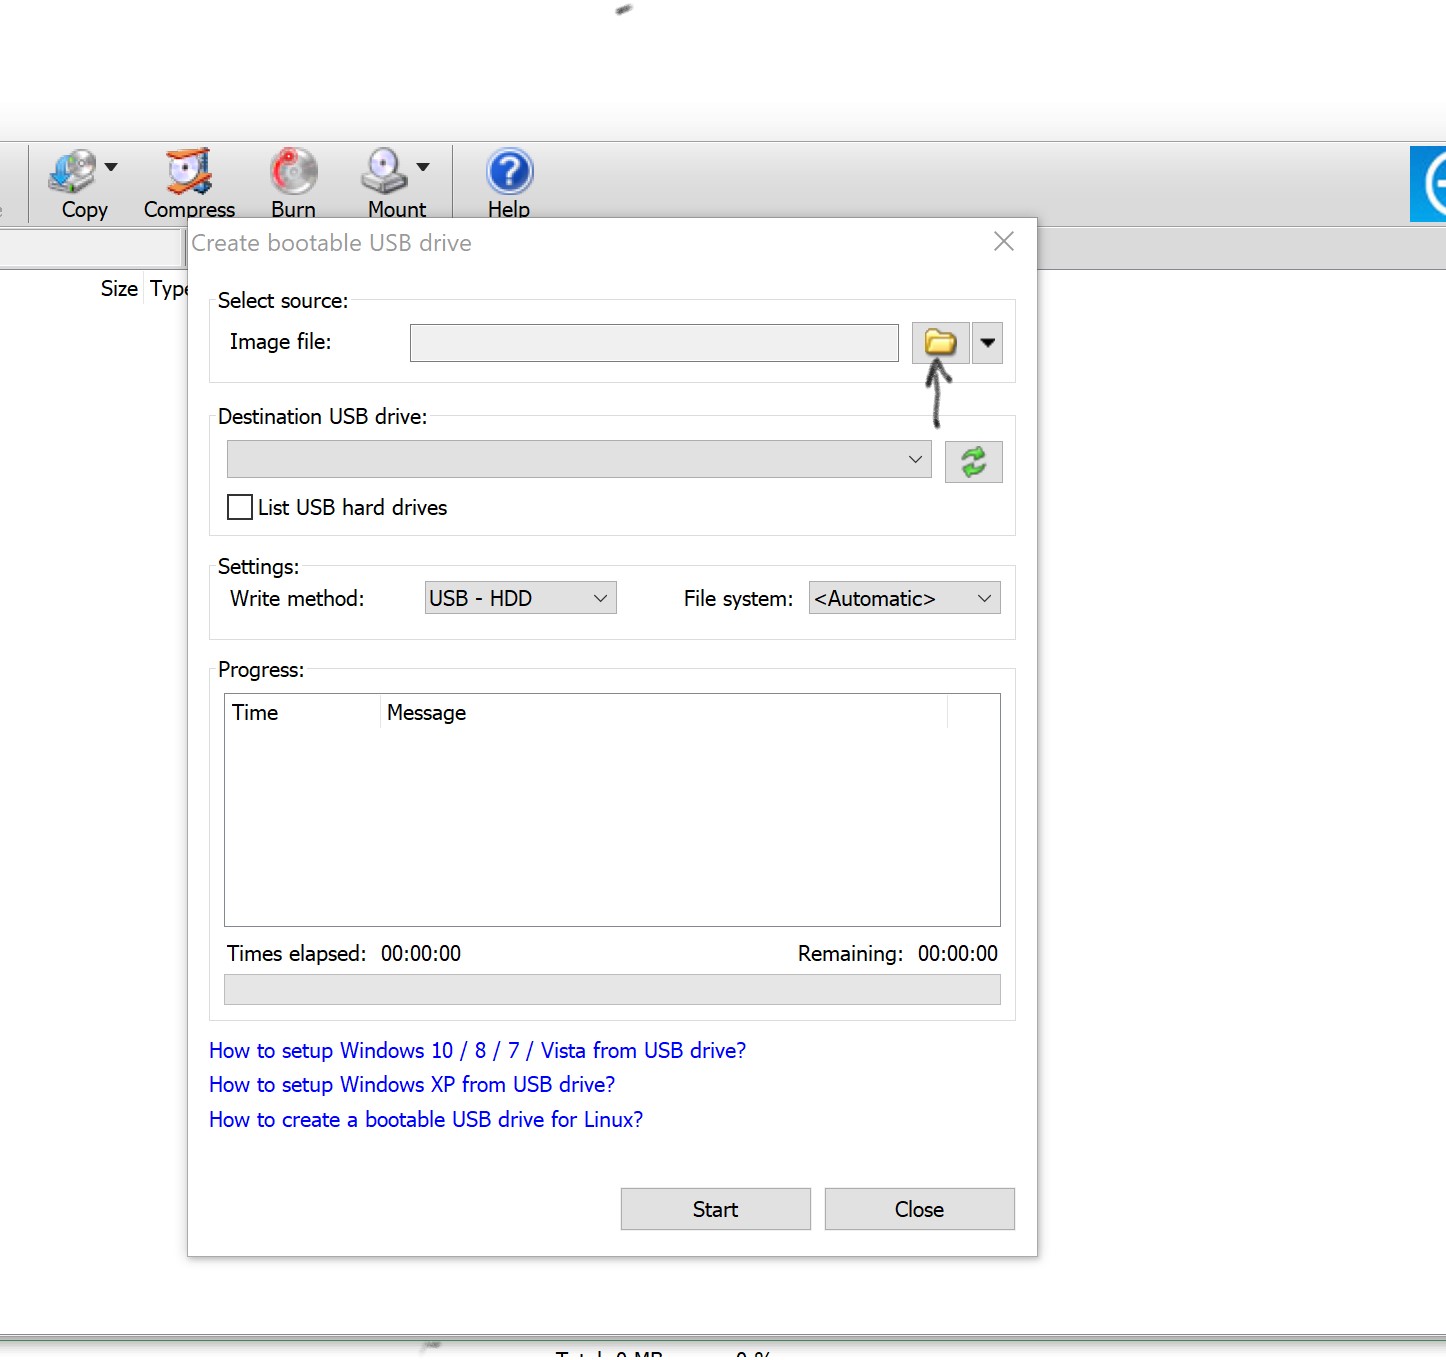 Copy Compress Burn Mount Help
Create bootable USB drive
Size Type
Select source:
Image file:
Destination USB drive:
List USB hard drives
Settings:
Write method: USB - HDD File system: <Automatic>
Progress:
Time Message
Times elapsed: 00:00:00 Remaining: 00:00:00
How to setup Windows 10 / 8 / 7 / Vista from USB drive?
How to setup Windows XP from USB drive?
How to create a bootable USB drive for Linux?
Start Close